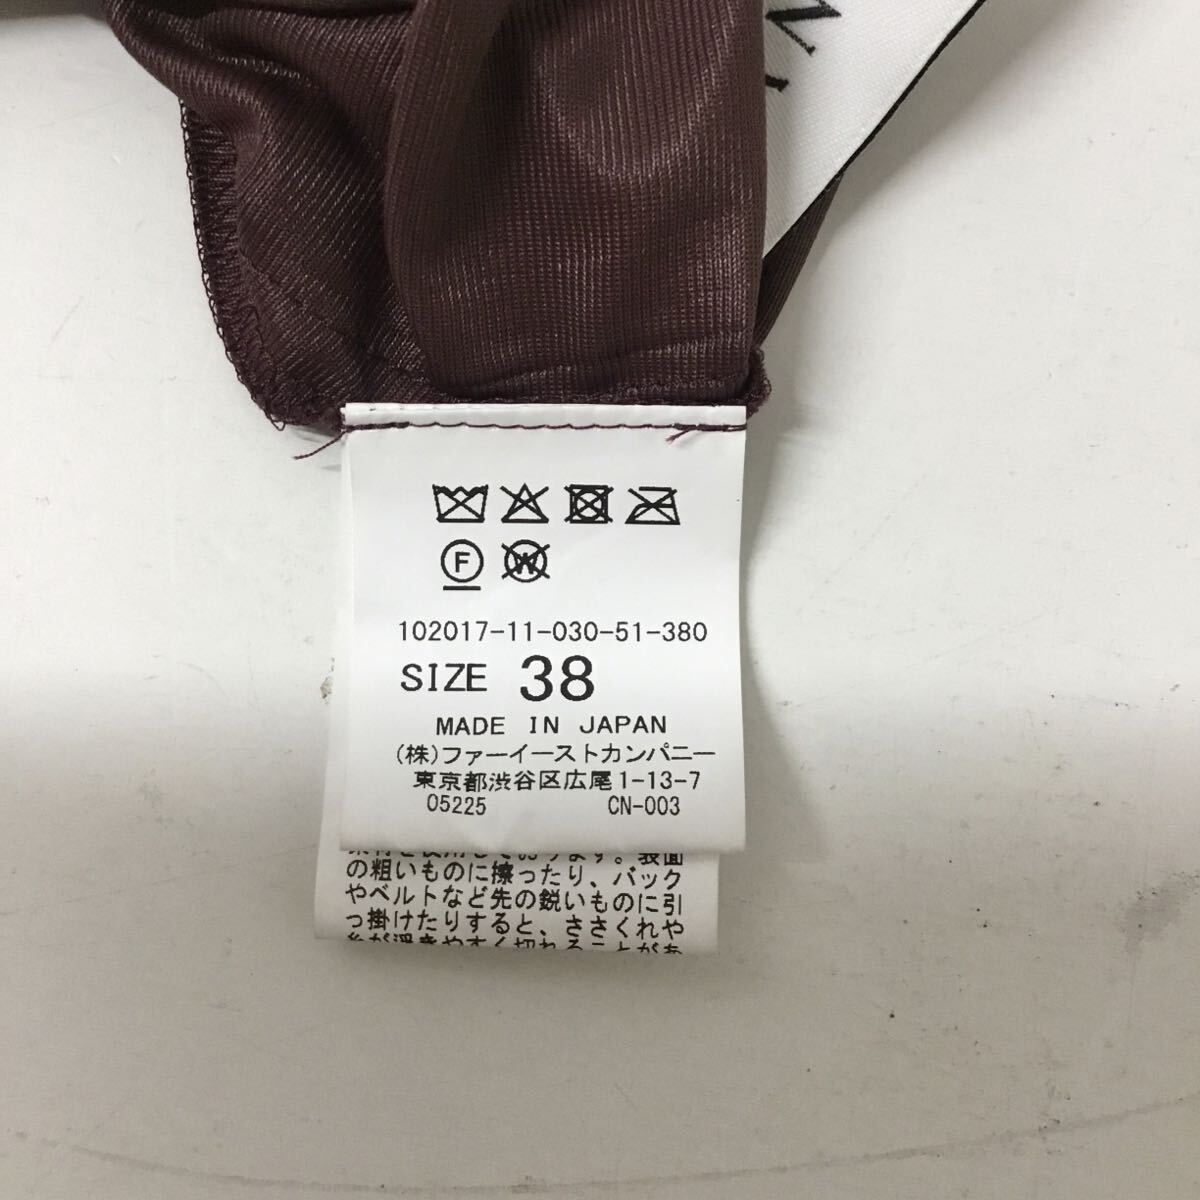 F
W
102017-11-030-51-380
SIZE 38
MADE IN JAPAN
(株)ファーイーストカンパニー
東京都渋谷区広尾1-13-7
05225 CN-003
の粗いものに擦ったり、バック
やベルトなど先の鋭いものに引
っ掛けたりすると、ささくれや